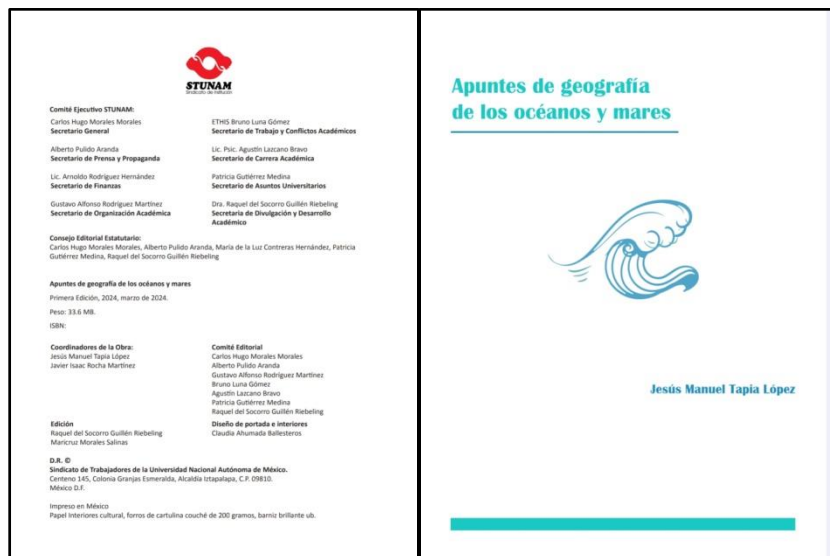 STUNAM
Sindicato de Institución
Comité Ejecutivo STUNAM:
Carlos Hugo Morales Morales
Secretario General
Alberto Pulido Aranda
Secretario de Prensa y Propaganda
Lic. Arnoldo Rodríguez Hernández
Secretario de Finanzas
Gustavo Alfonso Rodríguez Martínez
Secretario de Organización Académica
ETHIS Bruno Luna Gómez
Secretario de Trabajo y Conflictos Académicos
Lic. Psic. Agustín Lazcano Bravo
Secretario de Carrera Académica
Patricia Gutiérrez Medina
Secretario de Asuntos Universitarios
Dra. Raquel del Socorro Guillén Riebeling
Secretaria de Divulgación y Desarrollo
Académico
Consejo Editorial Estatutario:
Carlos Hugo Morales Morales, Alberto Pulido Aranda, María de la Luz Contreras Hernández, Patricia
Gutiérrez Medina, Raquel del Socorro Guillén Riebeling
Apuntes de geografía de los océanos y mares
Primera Edición, 2024, marzo de 2024.
Peso: 33.6 MB.
ISBN:
Coordinadores de la Obra:
Jesús Manuel Tapia López
Javier Isaac Rocha Martínez
Comité Editorial
Carlos Hugo Morales Morales
Alberto Pulido Aranda
Gustavo Alfonso Rodríguez Martínez
Bruno Luna Gómez
Agustín Lazcano Bravo
Patricia Gutiérrez Medina
Raquel del Socorro Guillén Riebeling
Edición
Raquel del Socorro Guillén Riebeling
Maricruz Morales Salinas
Diseño de portada e interiores
Claudia Ahumada Ballesteros
D.R. ©
Sindicato de Trabajadores de la Universidad Nacional Autónoma de México.
Centeno 145, Colonia Granjas Esmeralda, Alcaldía Iztapalapa, C.P. 09810.
México D.F.
Impreso en México
Papel Interiores cultural, forros de cartulina couché de 200 gramos, barniz brillante ub.
Apuntes de geografía
de los océanos y mares
Jesús Manuel Tapia López